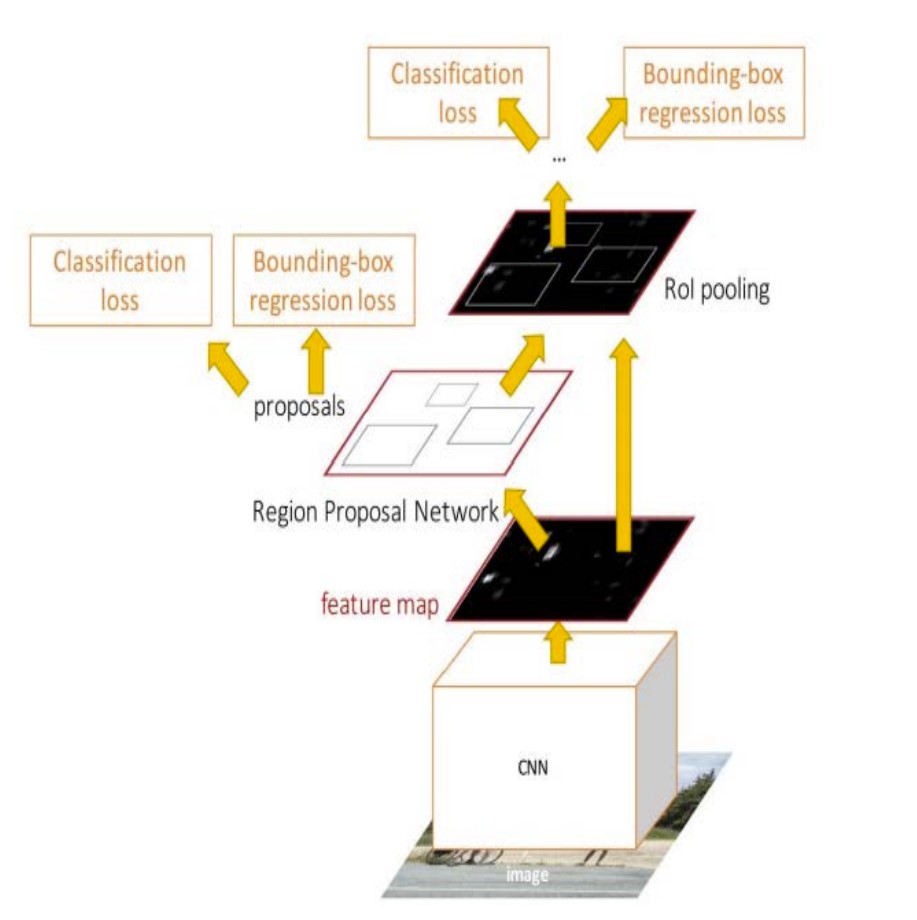 Classification
loss
Bounding-box
regression loss
...
Classification
loss
Bounding-box
regression loss
RoI pooling
proposals
Region Proposal Network
feature map
CNN
image